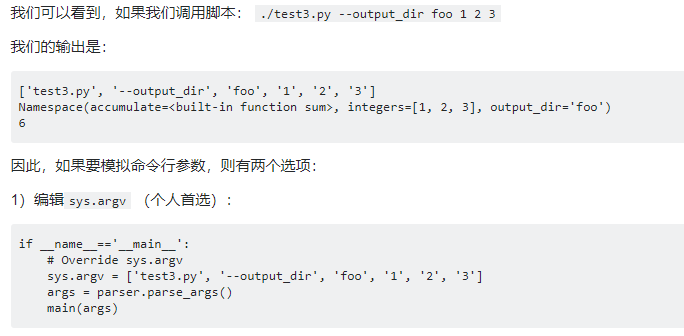 我们可以看到，如果我们调用脚本： ./test3.py --output_dir foo 1 2 3
我们的输出是：
['test3.py', '--output_dir', 'foo', '1', '2', '3']
Namespace(accumulate=<built-in function sum>, integers=[1, 2, 3], output_dir='foo')
6
因此，如果要模拟命令行参数，则有两个选项：
1）编辑 sys.argv （个人首选）：
if __name__=='__main__':
    # Override sys.argv
    sys.argv = ['test3.py', '--output_dir', 'foo', '1', '2', '3']
    args = parser.parse_args()
    main(args)